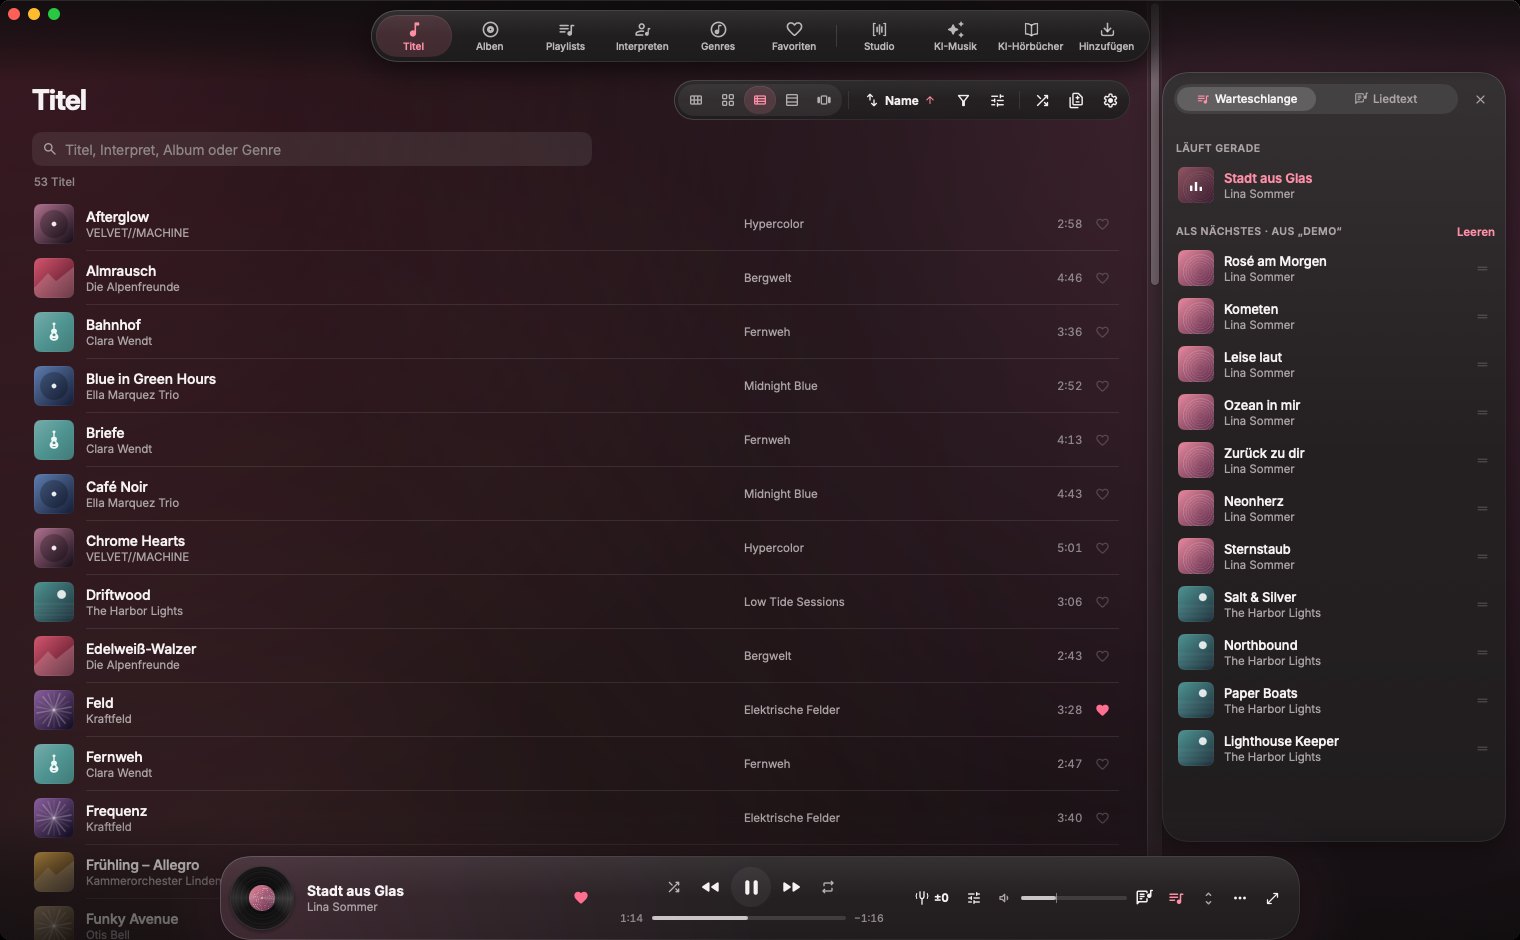 Titel
Alben
Playlists
Interpreten
Genres
Favoriten
Studio
KI-Musik
KI-Hörbücher
Hinzufügen
Titel
Name
Titel, Interpret, Album oder Genre
53 Titel
Afterglow
VELVET//MACHINE
Hypercolor
2:58
Almrausch
Die Alpenfreunde
Bergwelt
4:46
Bahnhof
Clara Wendt
Fernweh
3:36
Blue in Green Hours
Ella Marquez Trio
Midnight Blue
2:52
Briefe
Clara Wendt
Fernweh
4:13
Café Noir
Ella Marquez Trio
Midnight Blue
4:43
Chrome Hearts
VELVET//MACHINE
Hypercolor
5:01
Driftwood
The Harbor Lights
Low Tide Sessions
3:06
Edelweiß-Walzer
Die Alpenfreunde
Bergwelt
2:43
Feld
Kraftfeld
Elektrische Felder
3:28
Fernweh
Clara Wendt
Fernweh
2:47
Frequenz
Kraftfeld
Elektrische Felder
3:40
Frühling – Allegro
Kammerorchester Linden
Funky Avenue
Otis Bell
Warteschlange
Liedtext
LÄUFT GERADE
Stadt aus Glas
Lina Sommer
ALS NÄCHSTES · AUS „DEMO“
Leeren
Rosé am Morgen
Lina Sommer
Kometen
Lina Sommer
Leise laut
Lina Sommer
Ozean in mir
Lina Sommer
Zurück zu dir
Lina Sommer
Neonherz
Lina Sommer
Sternstaub
Lina Sommer
Salt & Silver
The Harbor Lights
Northbound
The Harbor Lights
Paper Boats
The Harbor Lights
Lighthouse Keeper
The Harbor Lights
Stadt aus Glas
Lina Sommer
1:14
−1:16
±0